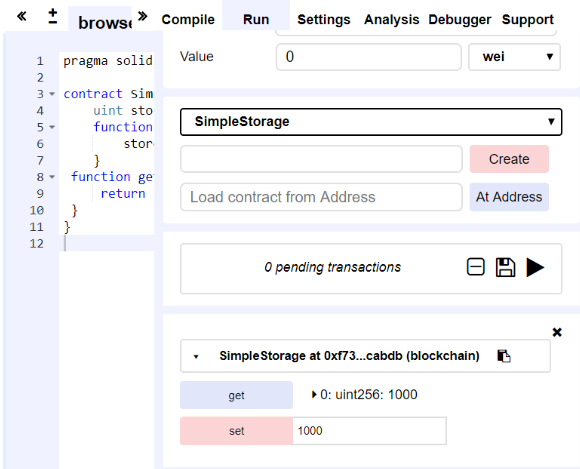 « ± browse » Compile Run Settings Analysis Debugger Support
Value 0 wei
SimpleStorage
Create
Load contract from Address At Address
0 pending transactions
SimpleStorage at 0xf73...cabdb (blockchain)
get 0: uint256: 1000
set 1000
1 pragma solid
2
3 contract Sim
4 uint sto
5 function
6 stor
7 }
8 function ge
9 return
10 }
11 }
12